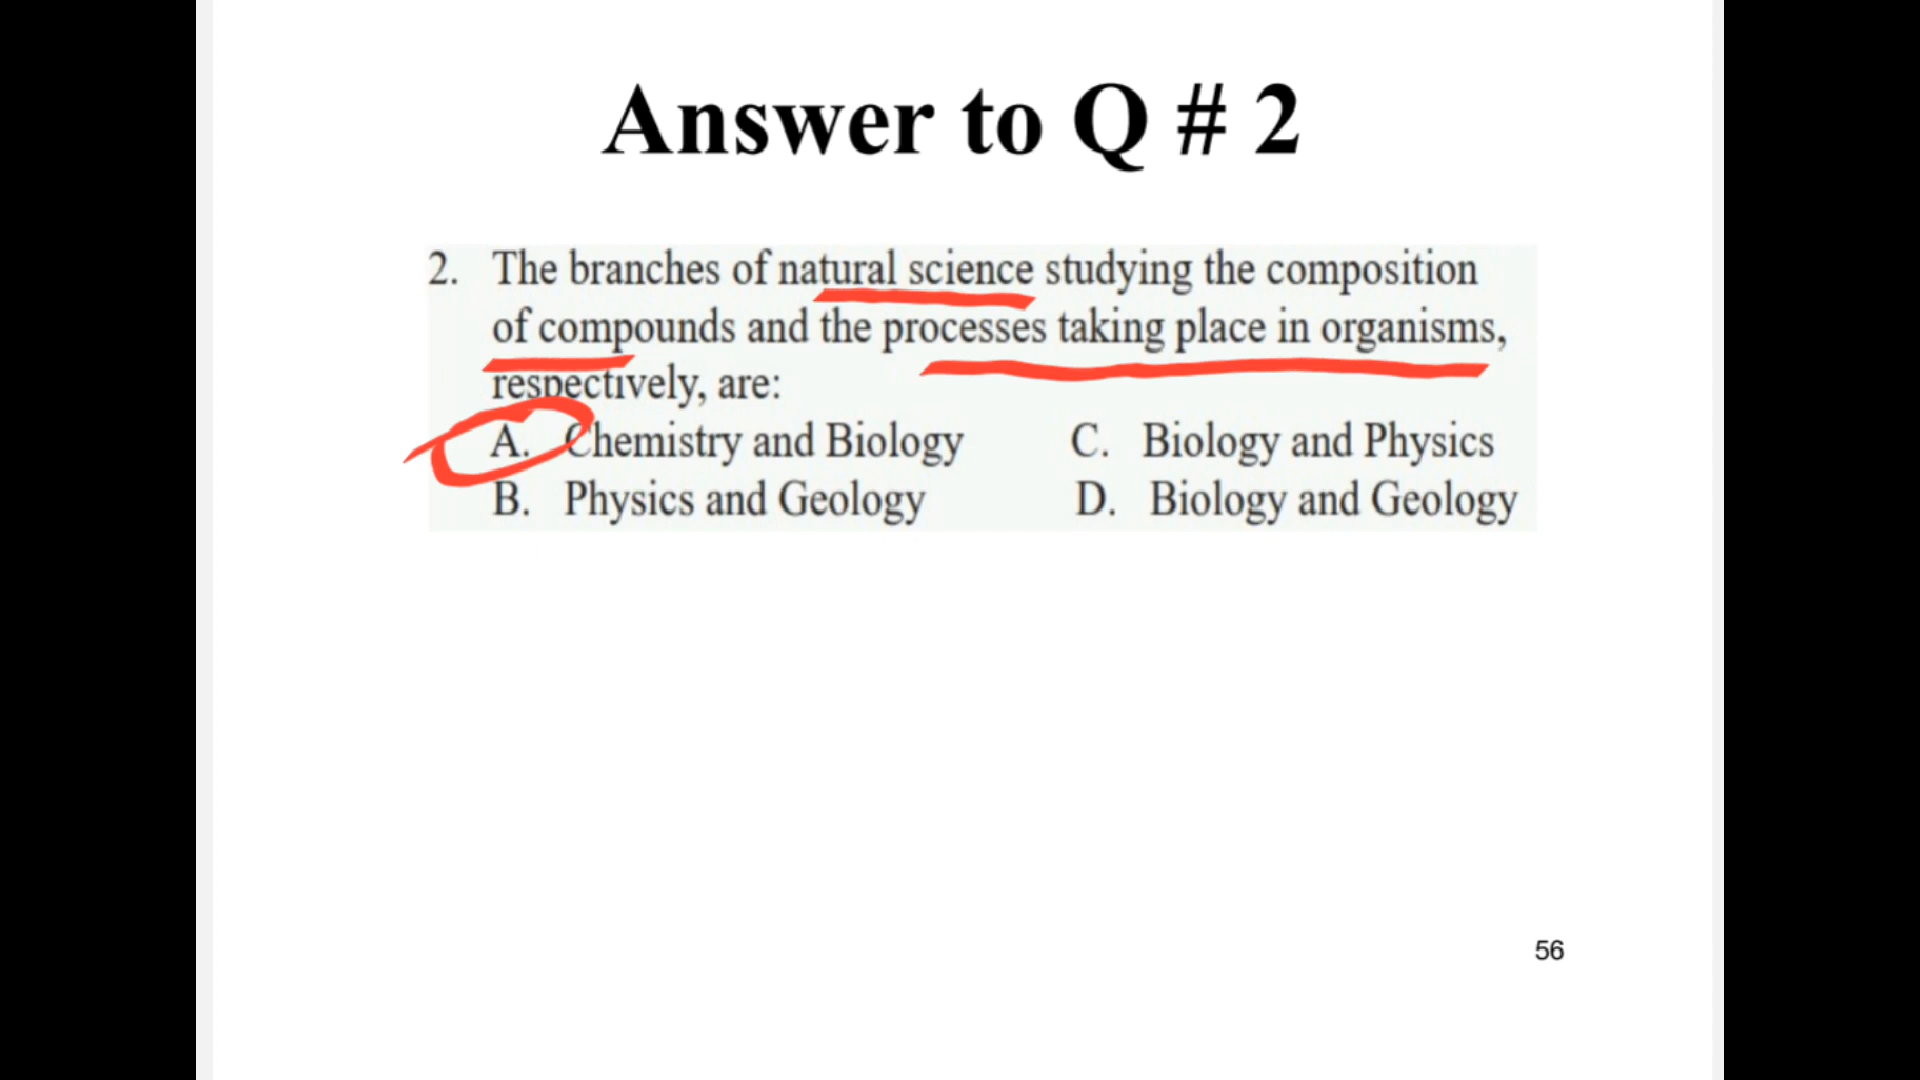 Answer to Q # 2
2. The branches of natural science studying the composition
of compounds and the processes taking place in organisms,
respectively, are:
A. Chemistry and Biology C. Biology and Physics
B. Physics and Geology D. Biology and Geology
56